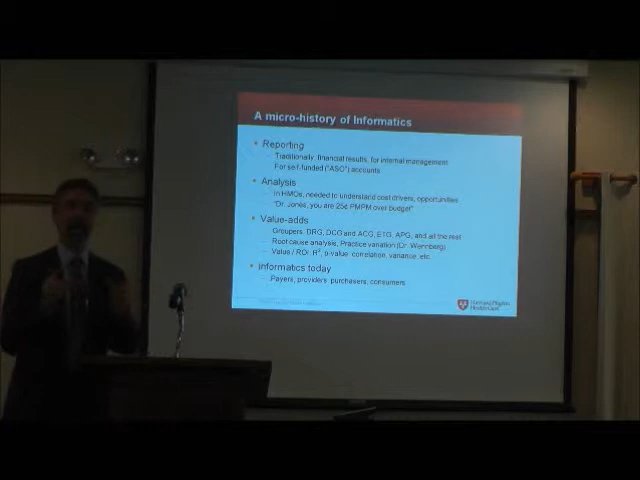 A micro-history of Informatics
Reporting
Traditionally, financial results, for internal management
For self-funded ("ASO") accounts
Analysis
In HMOs, needed to understand cost drivers, opportunities
"Dr. Jones, you are 25¢ PMPM over budget"
Value-adds
Groupers: DRG, DCG and ACG, ETG, APG, and all the rest
Root cause analysis, Practice variation (Dr. Wennberg)
Value / ROI, R², p-value, correlation, variance, etc.
Informatics today
Payers, providers, purchasers, consumers
Harvard Pilgrim
HealthCare